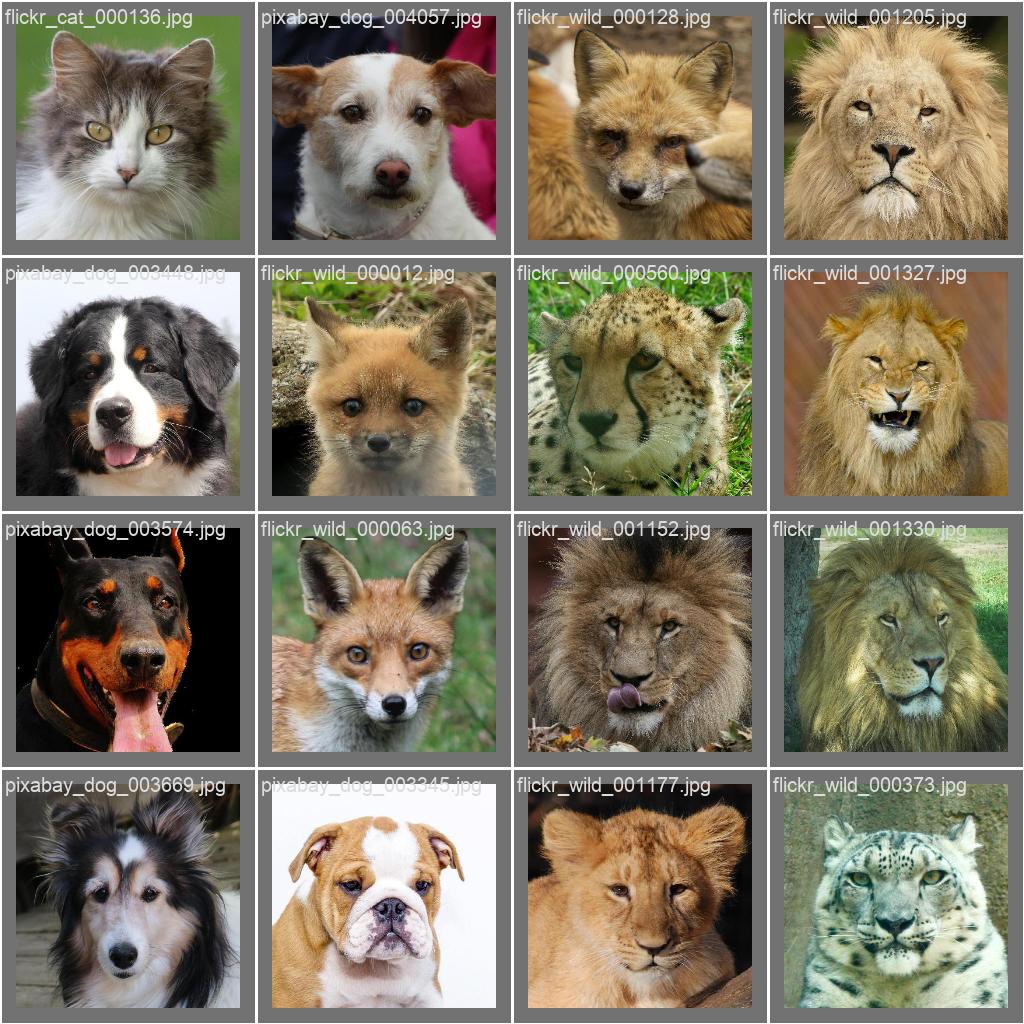 flickr_cat_000136.jpg
pixabay_dog_004057.jpg
flickr_wild_000128.jpg
flickr_wild_001205.jpg
pixabay_dog_003448.jpg
flickr_wild_000012.jpg
flickr_wild_000560.jpg
flickr_wild_001327.jpg
pixabay_dog_003574.jpg
flickr_wild_000063.jpg
flickr_wild_001152.jpg
flickr_wild_001330.jpg
pixabay_dog_003669.jpg
pixabay_dog_003345.jpg
flickr_wild_001177.jpg
flickr_wild_000373.jpg